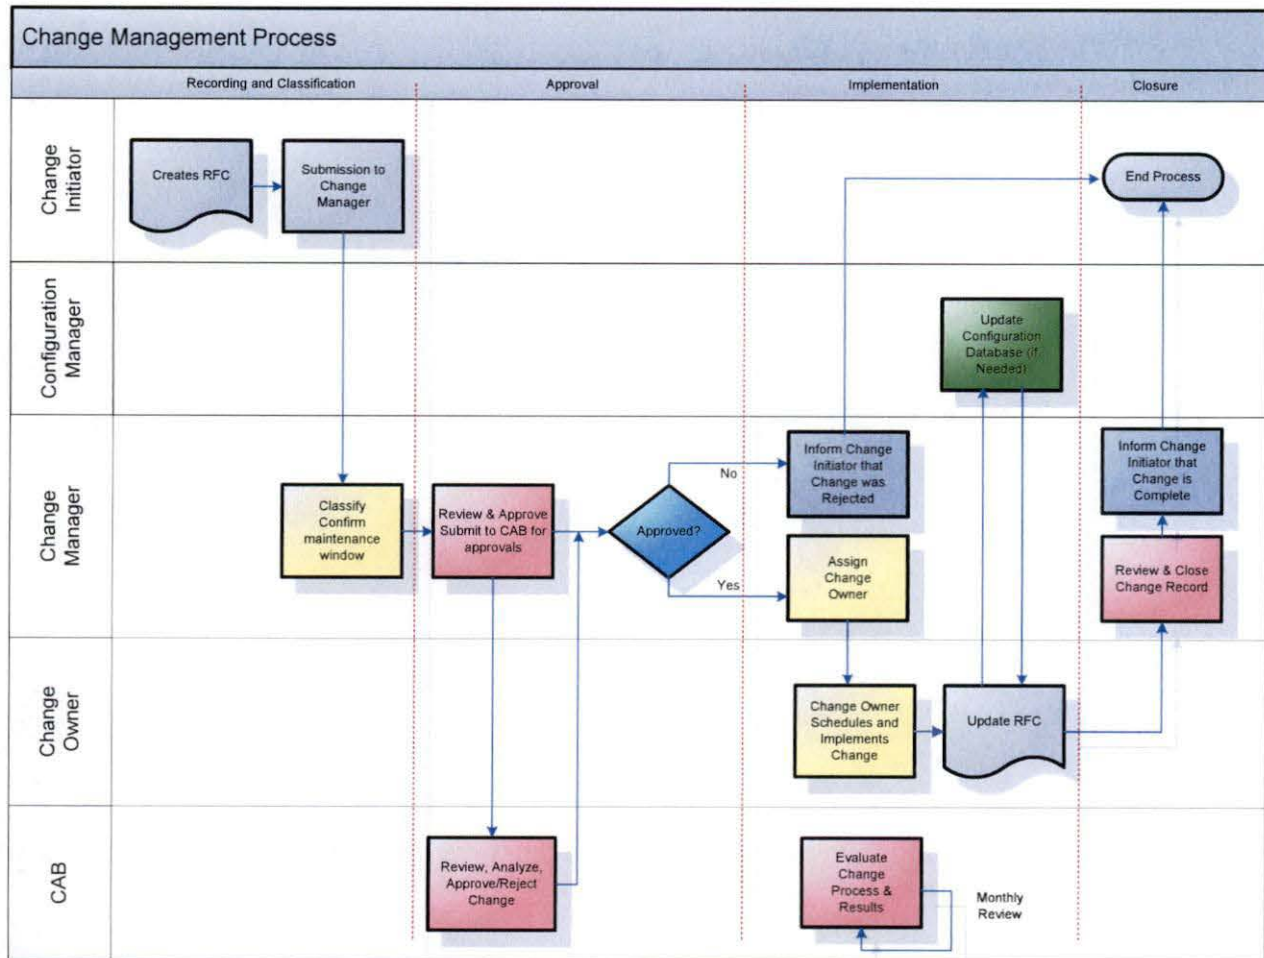 Change Management Process
Recording and Classification
Approval
Implementation
Closure
Change
Initiator
Creates RFC
Submission to
Change
Manager
End Process
Configuration
Manager
Update
Configuration
Database (if
Needed)
Change
Manager
Classify
Confirm
maintenance
window
Review & Approve
Submit to CAB for
approvals
Approved?
No
Yes
Inform Change
Initiator that
Change was
Rejected
Assign
Change
Owner
Inform Change
Initiator that
Change is
Complete
Review & Close
Change Record
Change
Owner
Change Owner
Schedules and
Implements
Change
Update RFC
CAB
Review, Analyze,
Approve/Reject
Change
Evaluate
Change
Process &
Results
Monthly
Review